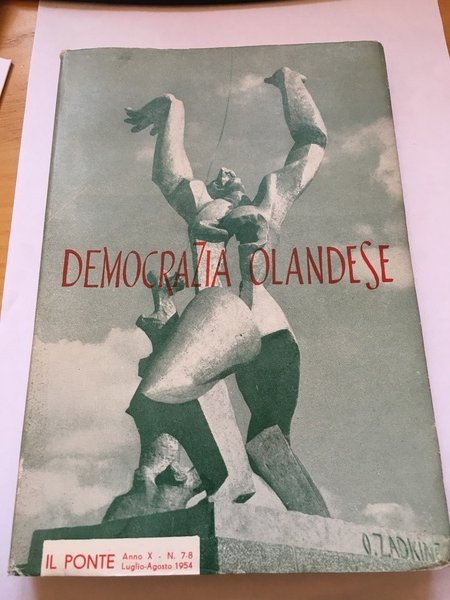 DEMOCRAZIA OLANDESE
O. ZADKINE
IL PONTE
Anno X - N. 7-8
Luglio-Agosto 1954